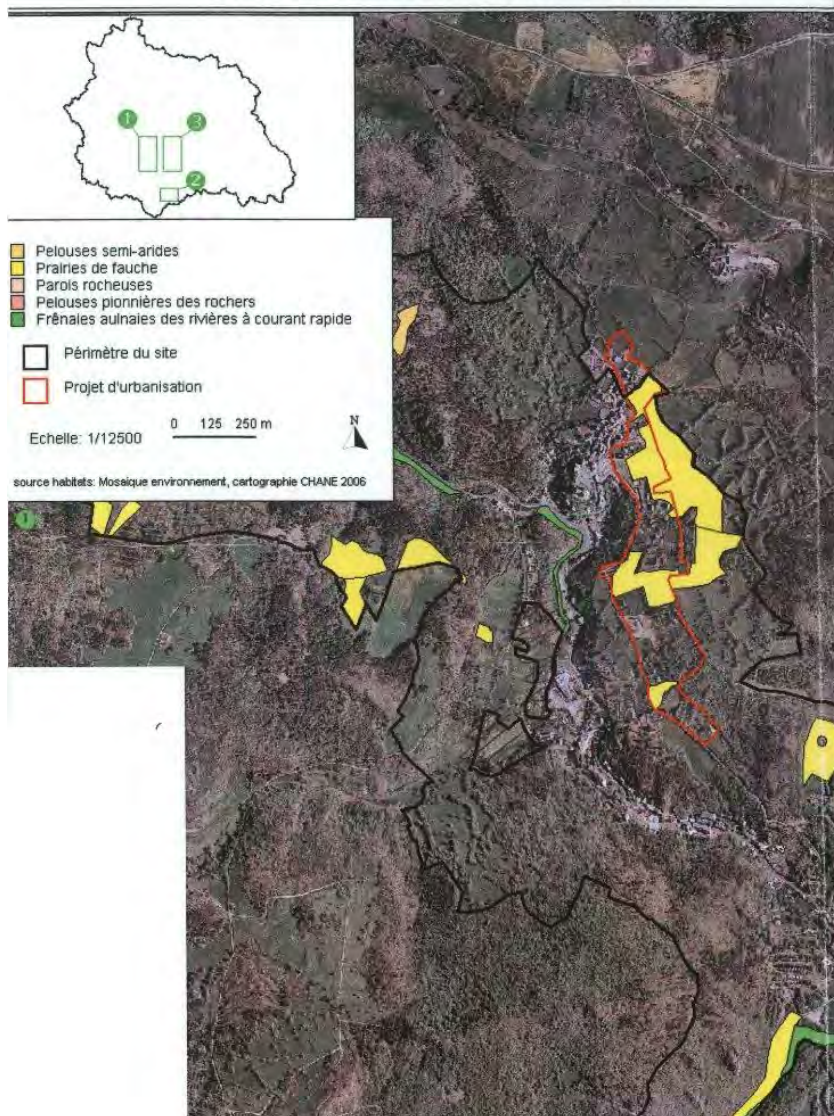 1
3
2
Pelouses semi-arides
Prairies de fauche
Parois rocheuses
Pelouses pionnières des rochers
Frênaies aulnaies des rivières à courant rapide
Périmètre du site
Projet d'urbanisation
Echelle: 1/12500
0 125 250 m
N
source habitats: Mosaique environnement, cartographie CHANE 2006